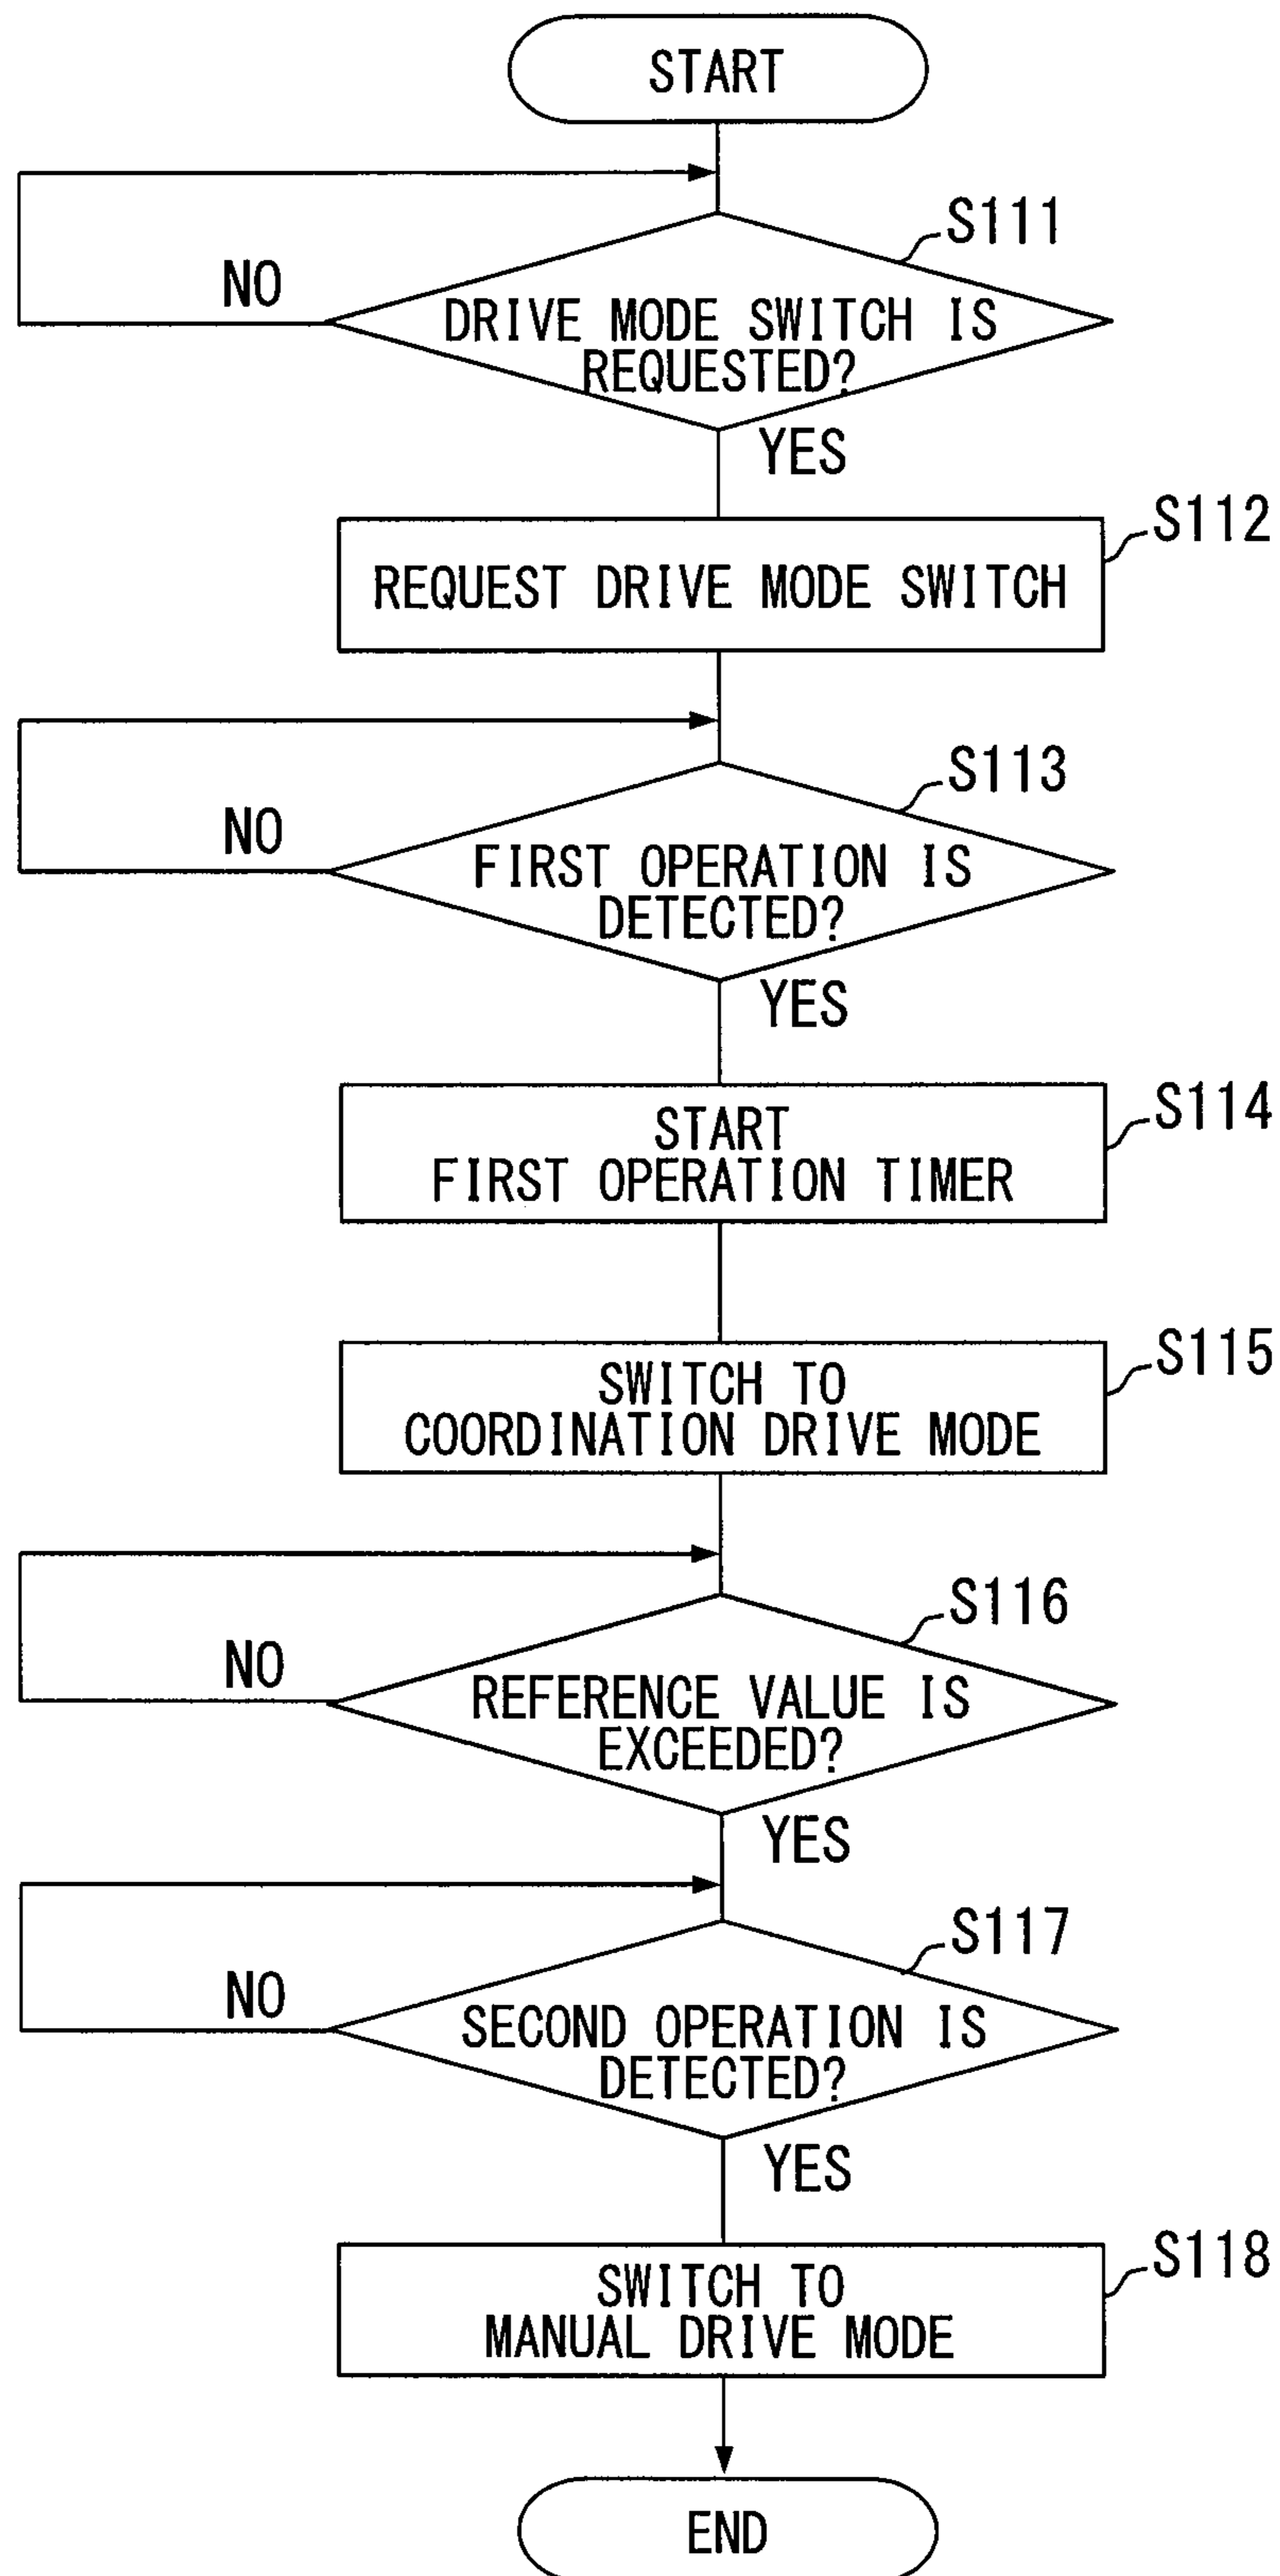 START
S111
NO
DRIVE MODE SWITCH IS
REQUESTED?
YES
S112
REQUEST DRIVE MODE SWITCH
S113
NO
FIRST OPERATION IS
DETECTED?
YES
S114
START
FIRST OPERATION TIMER
S115
SWITCH TO
COORDINATION DRIVE MODE
S116
NO
REFERENCE VALUE IS
EXCEEDED?
YES
S117
NO
SECOND OPERATION IS
DETECTED?
YES
S118
SWITCH TO
MANUAL DRIVE MODE
END